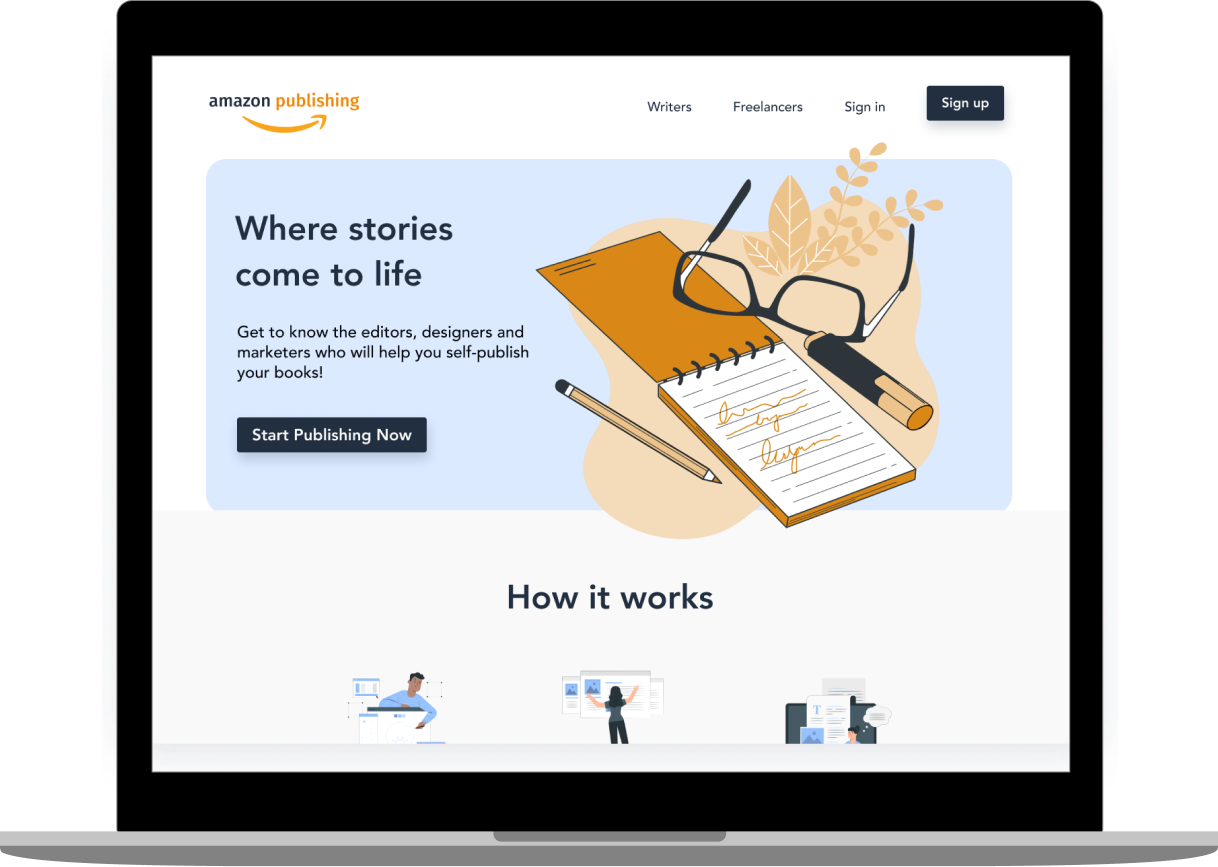 amazon publishing
Writers
Freelancers
Sign in
Sign up
Where stories
come to life
Get to know the editors, designers and
marketers who will help you self-publish
your books!
Start Publishing Now
How it works
T